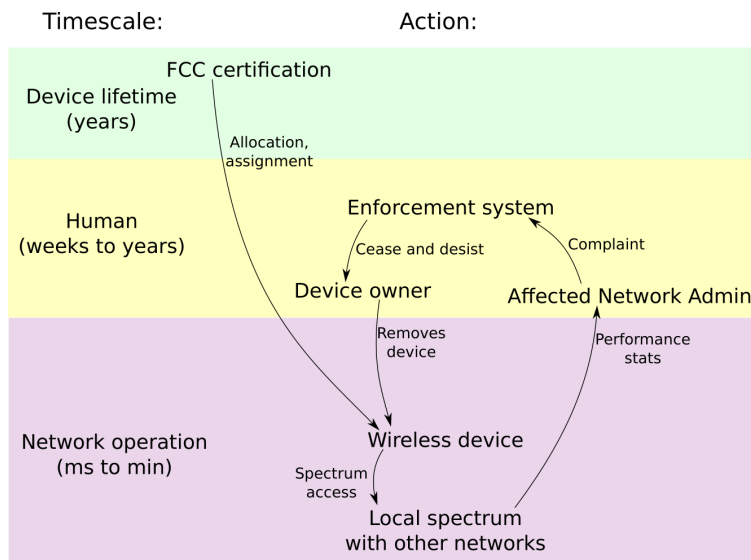 Timescale:
Action:
FCC certification
Device lifetime
(years)
Allocation,
assignment
Human
(weeks to years)
Enforcement system
Cease and desist
Complaint
Device owner
Affected Network Admin
Removes
device
Performance
stats
Network operation
(ms to min)
Wireless device
Spectrum
access
Local spectrum
with other networks